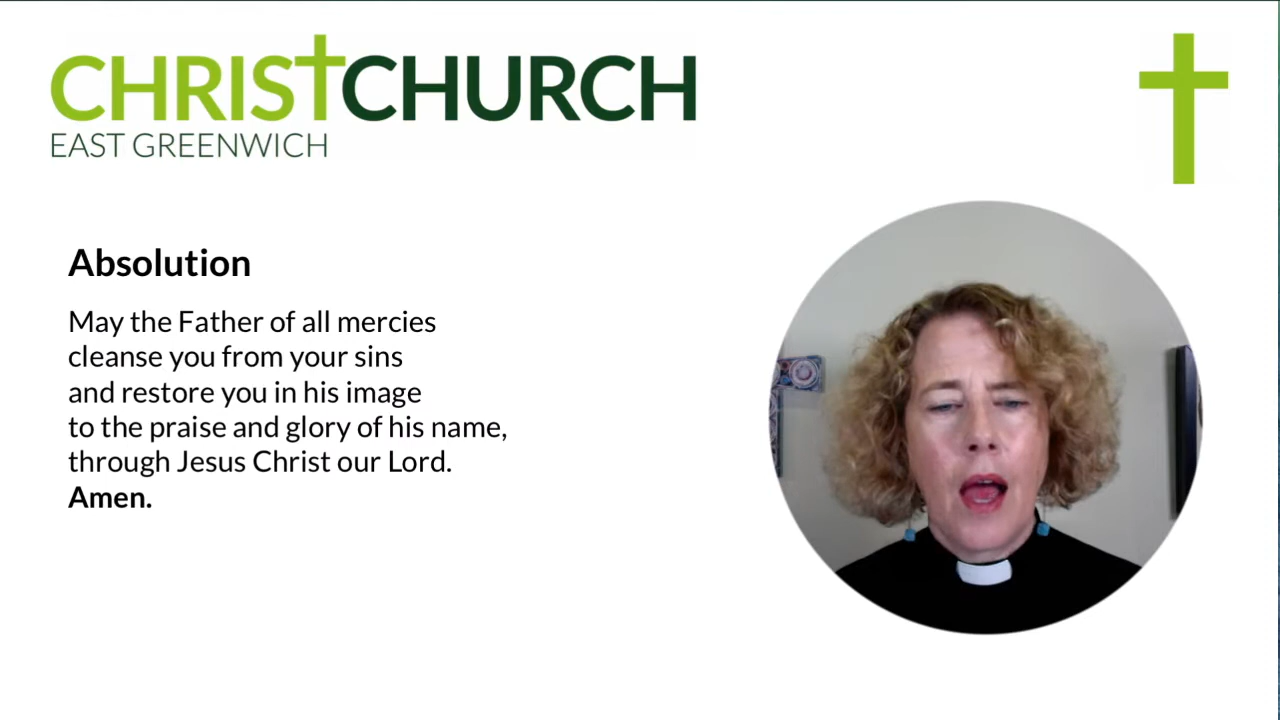 CHRISTCHURCH
EAST GREENWICH
Absolution
May the Father of all mercies
cleanse you from your sins
and restore you in his image
to the praise and glory of his name,
through Jesus Christ our Lord.
Amen.